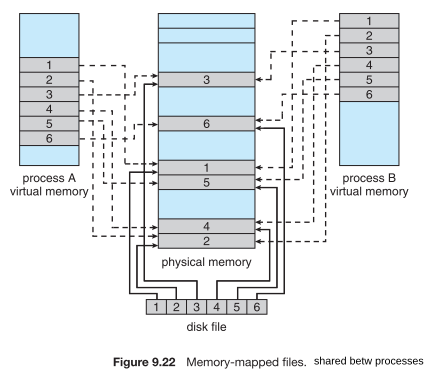 1
2
3
4
5
6
process A
virtual memory
3
6
1
5
4
2
physical memory
1
2
3
4
5
6
process B
virtual memory
1 2 3 4 5 6
disk file
Figure 9.22 Memory-mapped files. shared betw processes